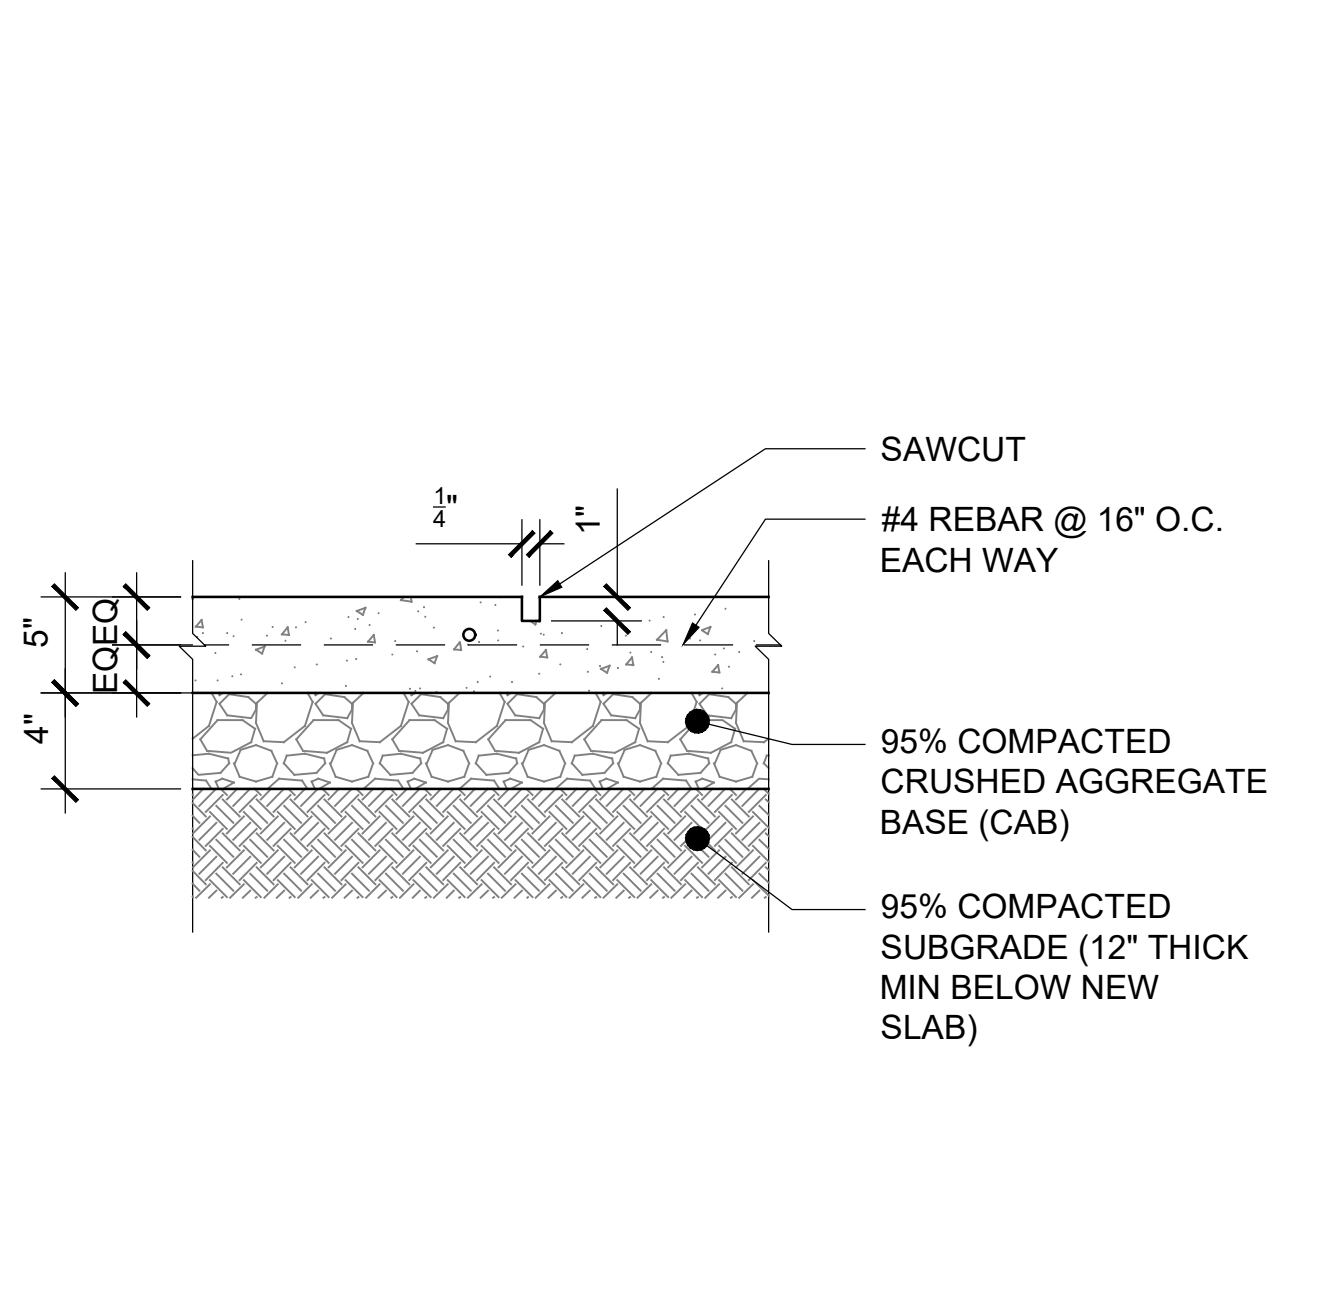 SAWCUT
1/4"
1"
#4 REBAR @ 16" O.C.
EACH WAY
5"
EQ
EQ
4"
95% COMPACTED
CRUSHED AGGREGATE
BASE (CAB)
95% COMPACTED
SUBGRADE (12" THICK
MIN BELOW NEW
SLAB)